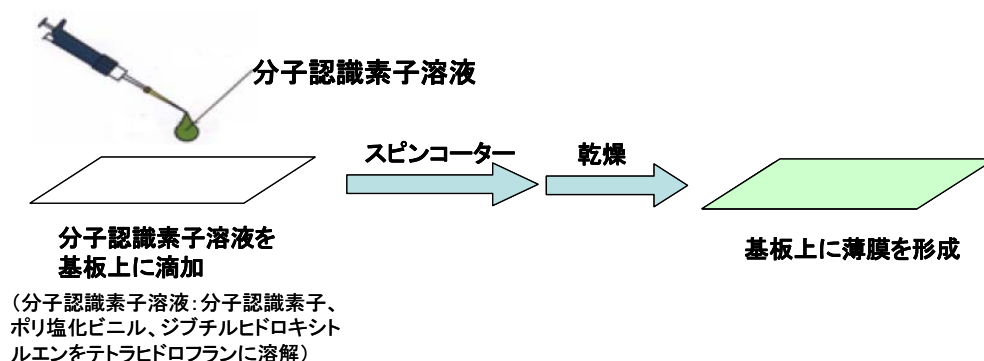 分子認識素子溶液
スピンコーター
乾燥
分子認識素子溶液を
基板上に滴加
基板上に薄膜を形成
(分子認識素子溶液:分子認識素子、
ポリ塩化ビニル、ジブチルヒドロキシト
ルエンをテトラヒドロフランに溶解)